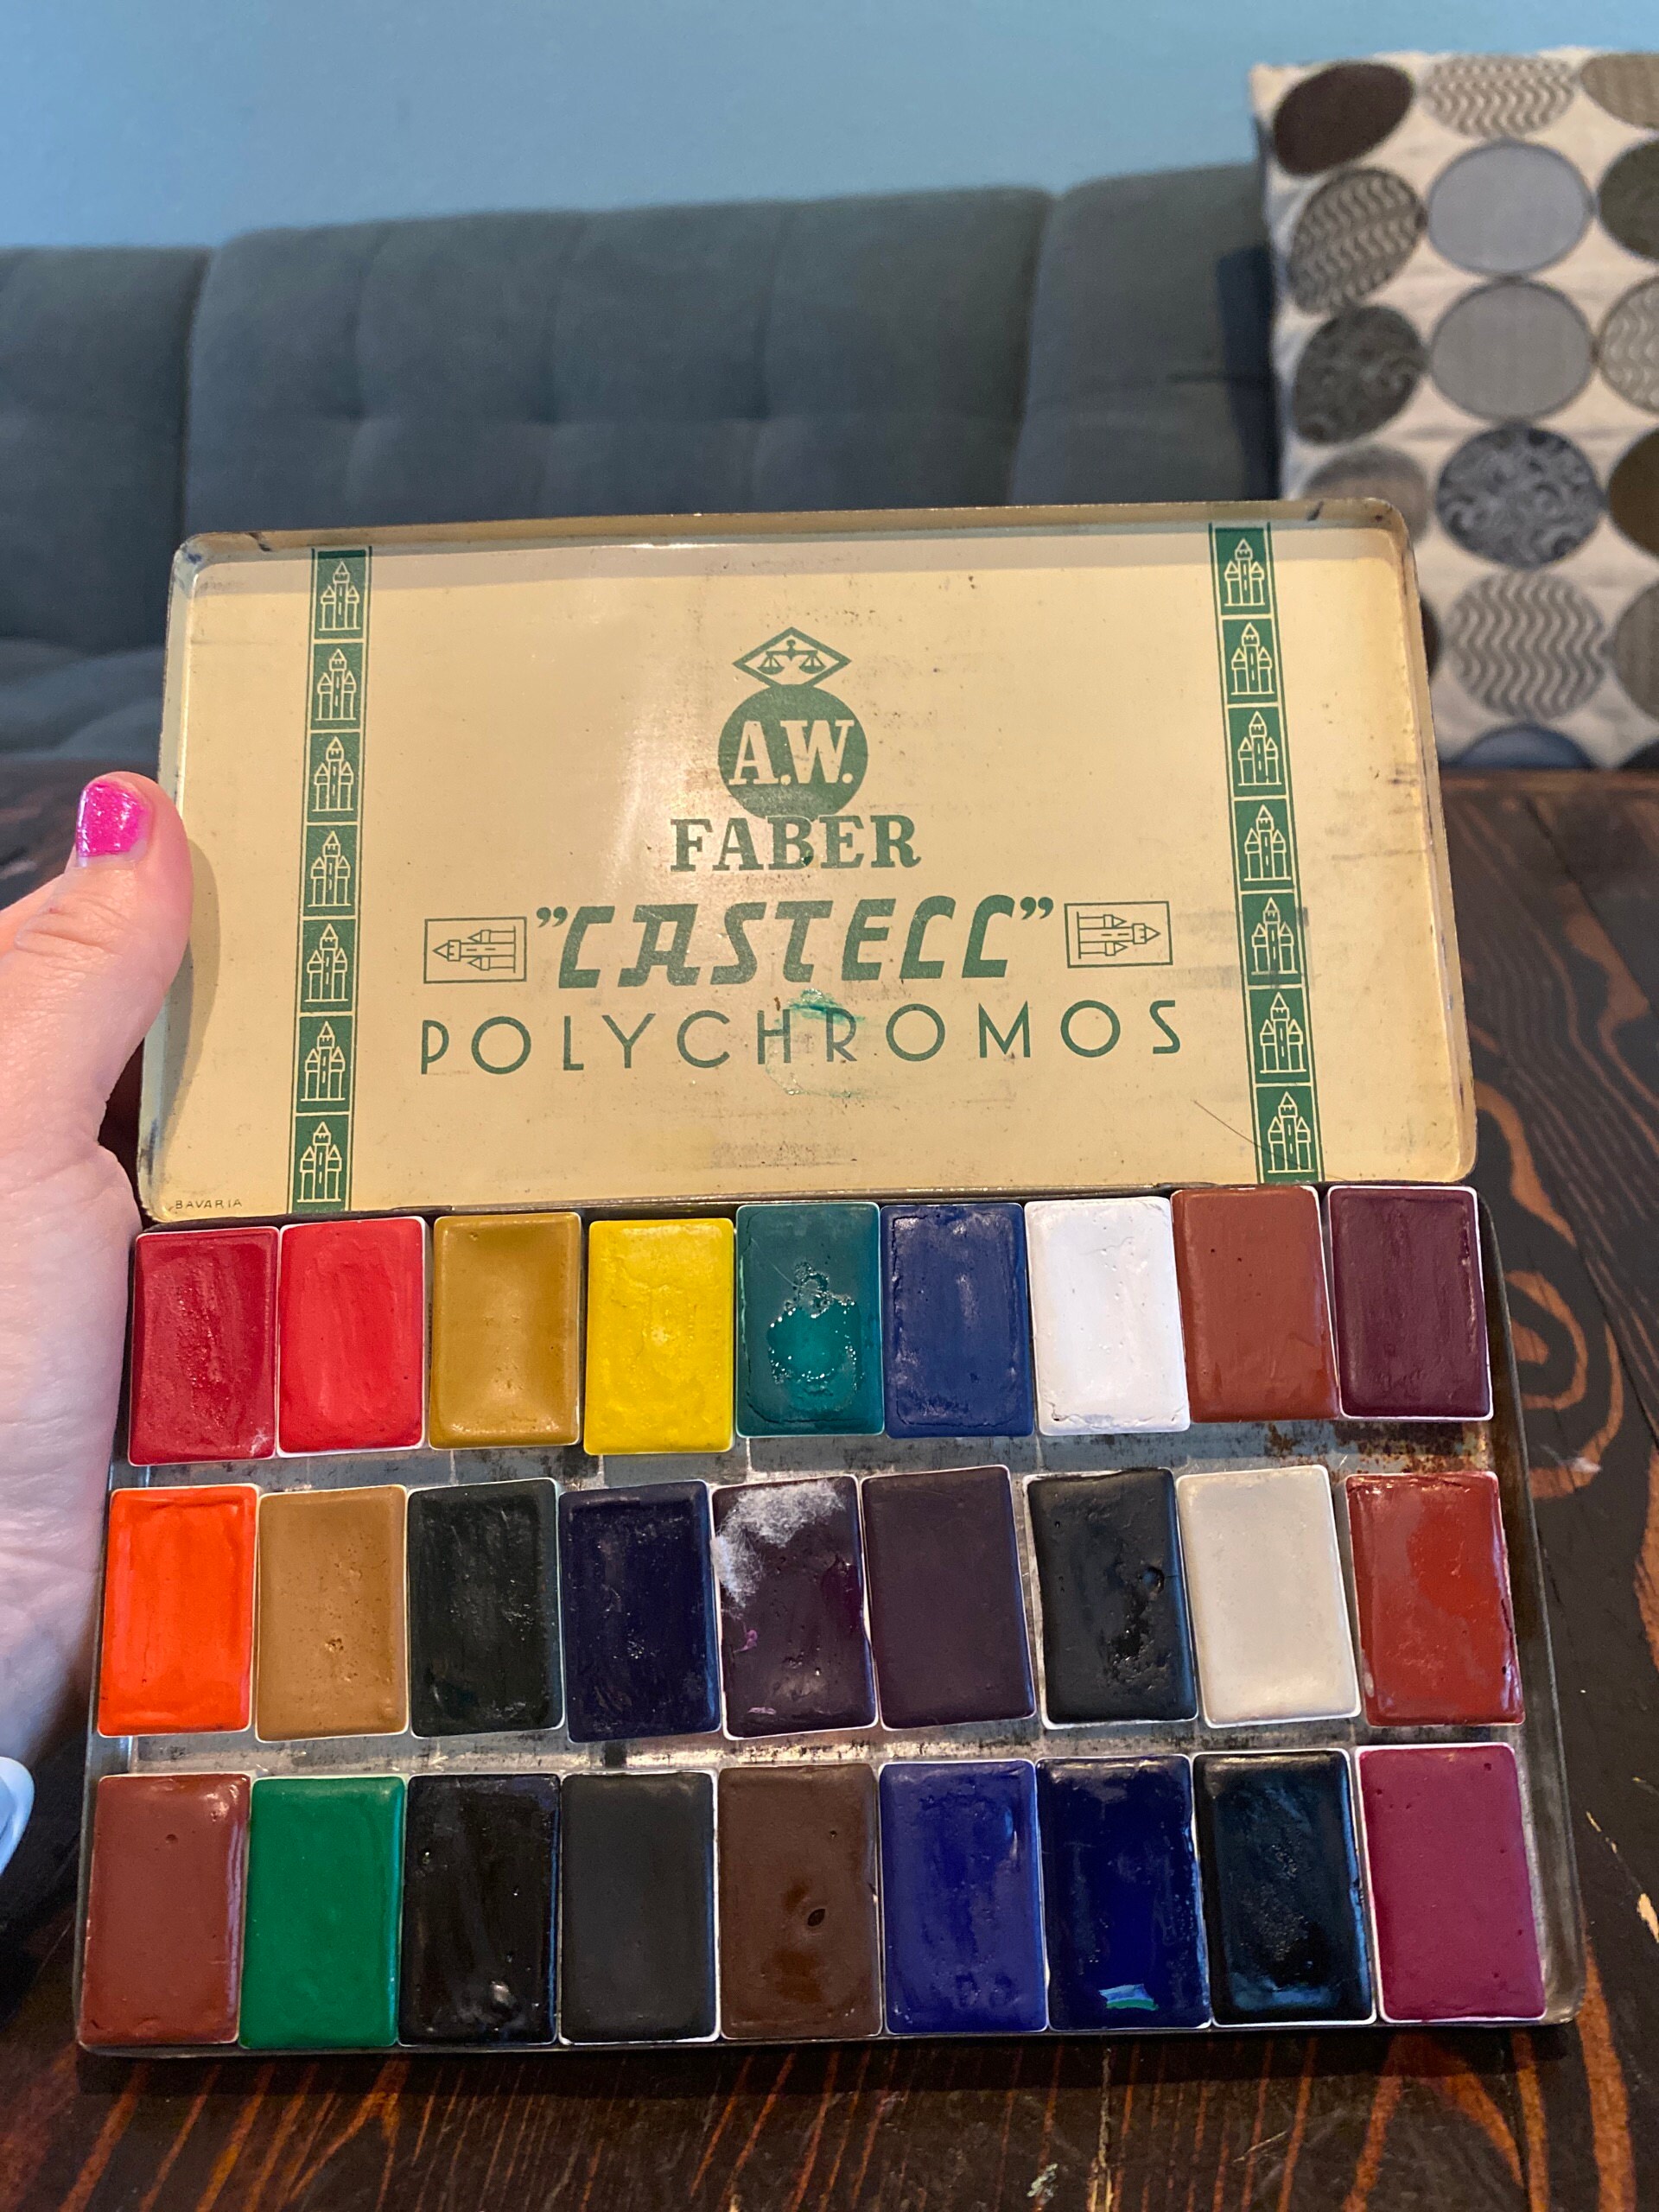 A.W.
FABER
"CASTELL"
POLYCHROMOS
BAVARIA